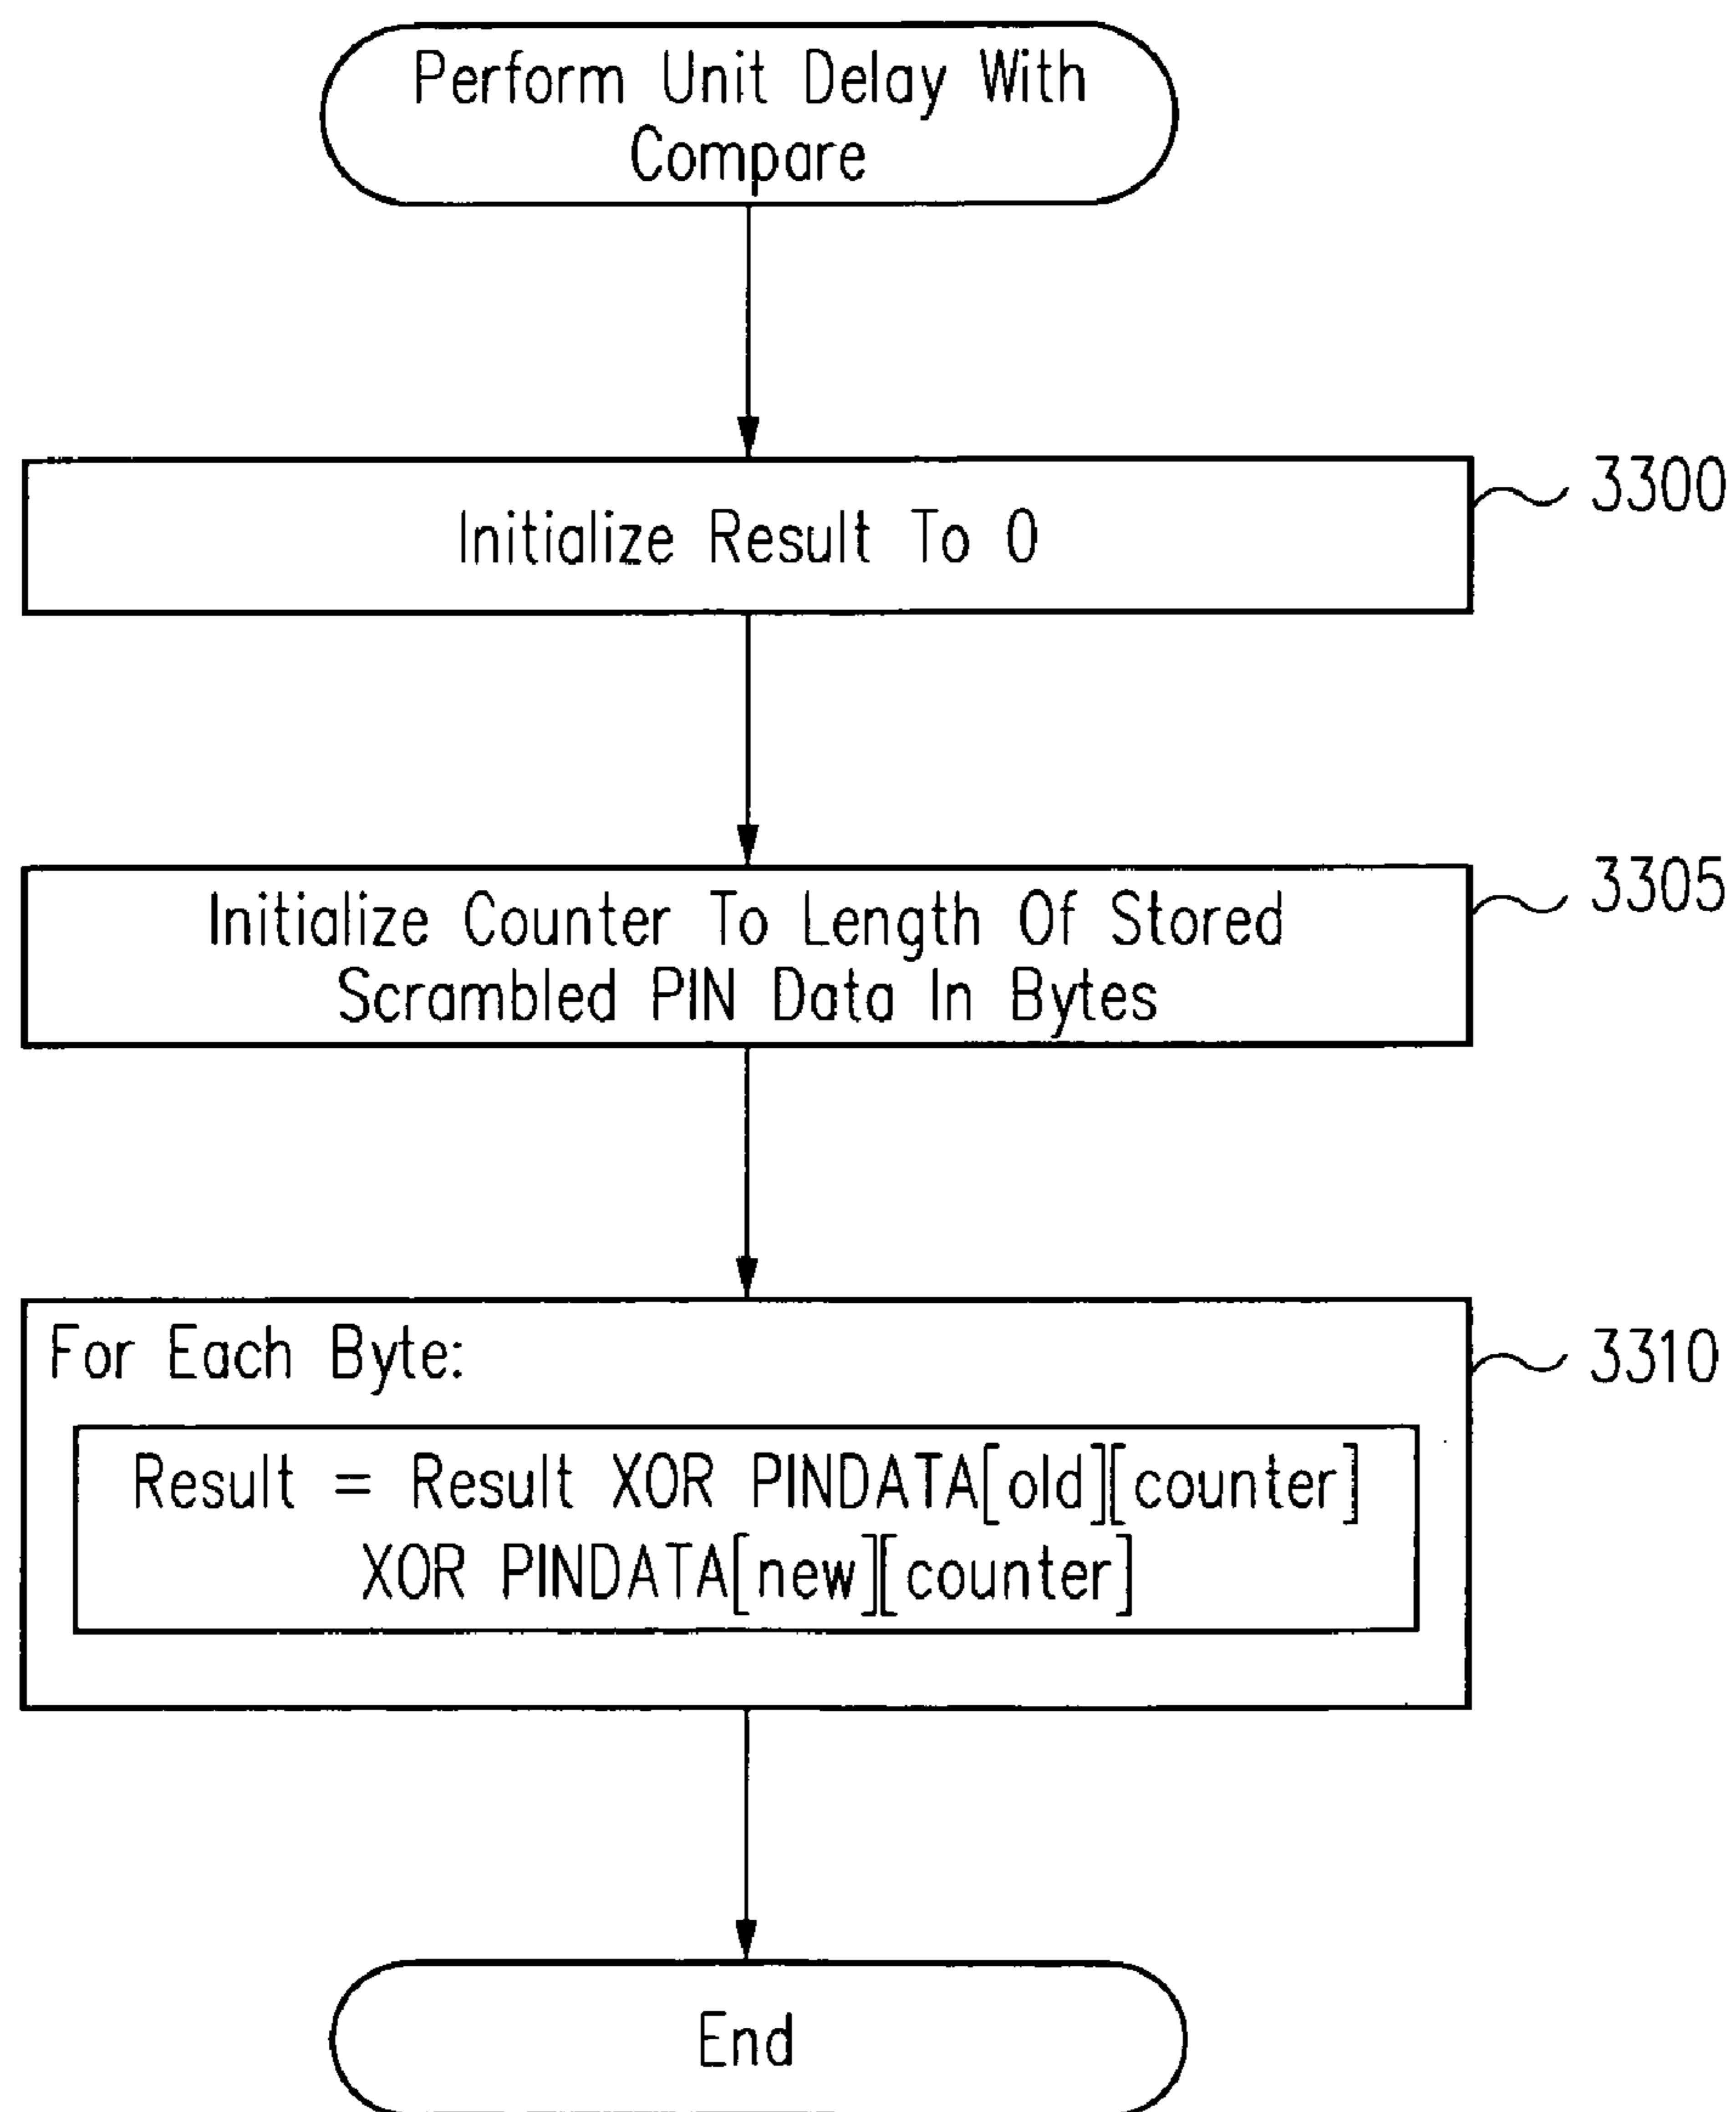 Perform Unit Delay With
Compare
Initialize Result To 0
3300
Initialize Counter To Length Of Stored
Scrambled PIN Data In Bytes
3305
For Each Byte:
3310
Result = Result XOR PINDATA[old][counter]
XOR PINDATA[new][counter]
End